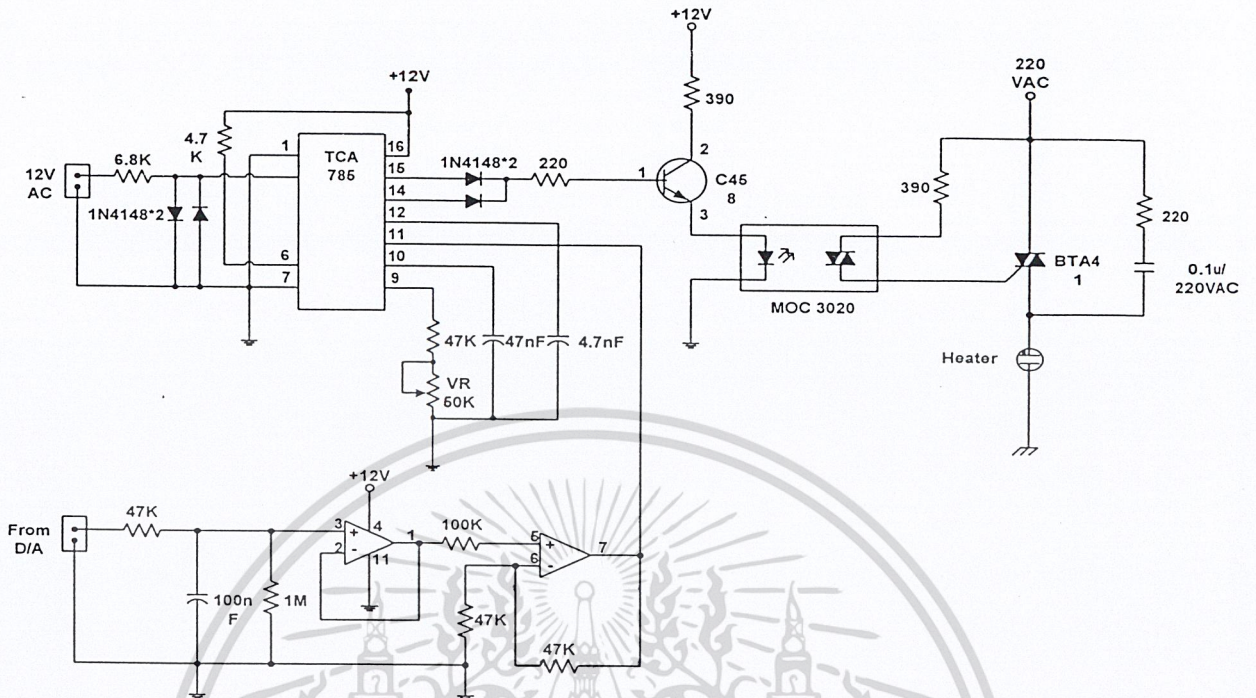 +12V
390
220
VAC
+12V
4.7
K
1
16
TCA
785
12V
AC
6.8K
15
1N4148*2
220
1
2
C45
8
3
390
220
14
1N4148*2
12
11
6
10
7
9
MOC 3020
BTA4
1
0.1u/
220VAC
47K
47nF
4.7nF
VR
50K
Heater
+12V
From
D/A
47K
3
+
4
2
-
1
11
100K
5
+
6
-
7
100n
F
1M
47K
47K